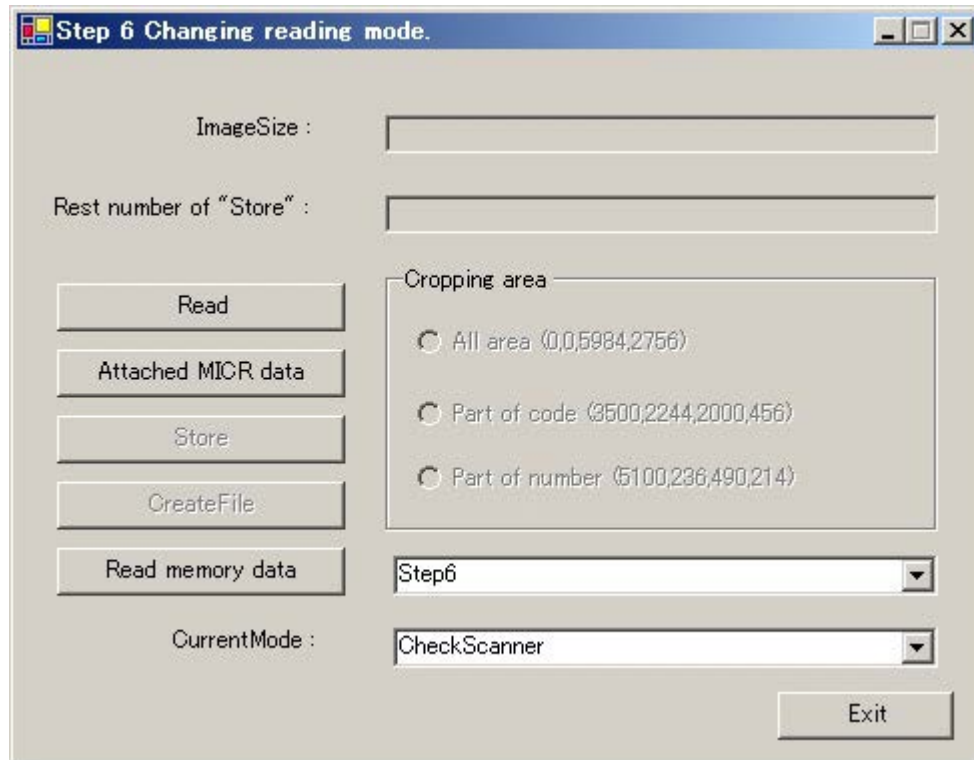 Step 6 Changing reading mode.
ImageSize :
Rest number of "Store" :
Read
Attached MICR data
Store
CreateFile
Read memory data
Cropping area
All area (0,0,5984,2756)
Part of code (3500,2244,2000,456)
Part of number (5100,236,490,214)
Step6
CurrentMode :
CheckScanner
Exit